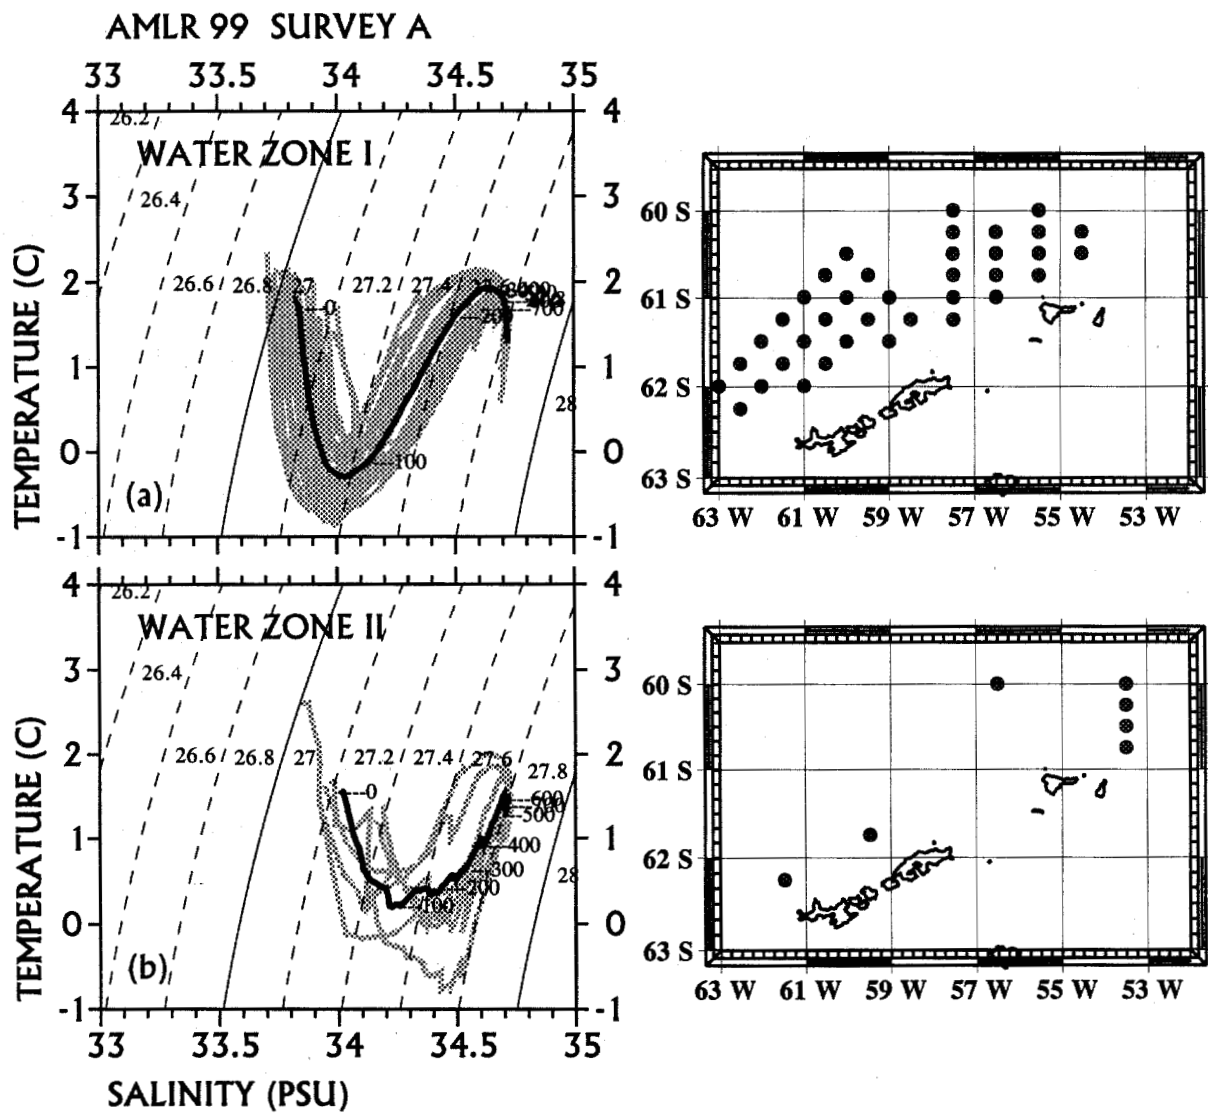 AMLR 99 SURVEY A
33 33.5 34 34.5 35
4 26.2 4
WATER ZONE I
3 26.4 3 60 S
2 26.6 26.8 27 27.2 27.4 2
0 700
200 61 S
1 1
62 S
28
0 100 0
(a) 63 S
-1 -1 63 W 61 W 59 W 57 W 55 W 53 W
TEMPERATURE (C)
4 26.2 4
WATER ZONE II
3 26.4 3 60 S
2 26.6 26.8 27 27.2 27.4 27.6 27.8 2
0 600 61 S
500
1 400 1
300 62 S
200 28
100
0 0
(b) 63 S
-1 -1 63 W 61 W 59 W 57 W 55 W 53 W
TEMPERATURE (C)
33 33.5 34 34.5 35
SALINITY (PSU)